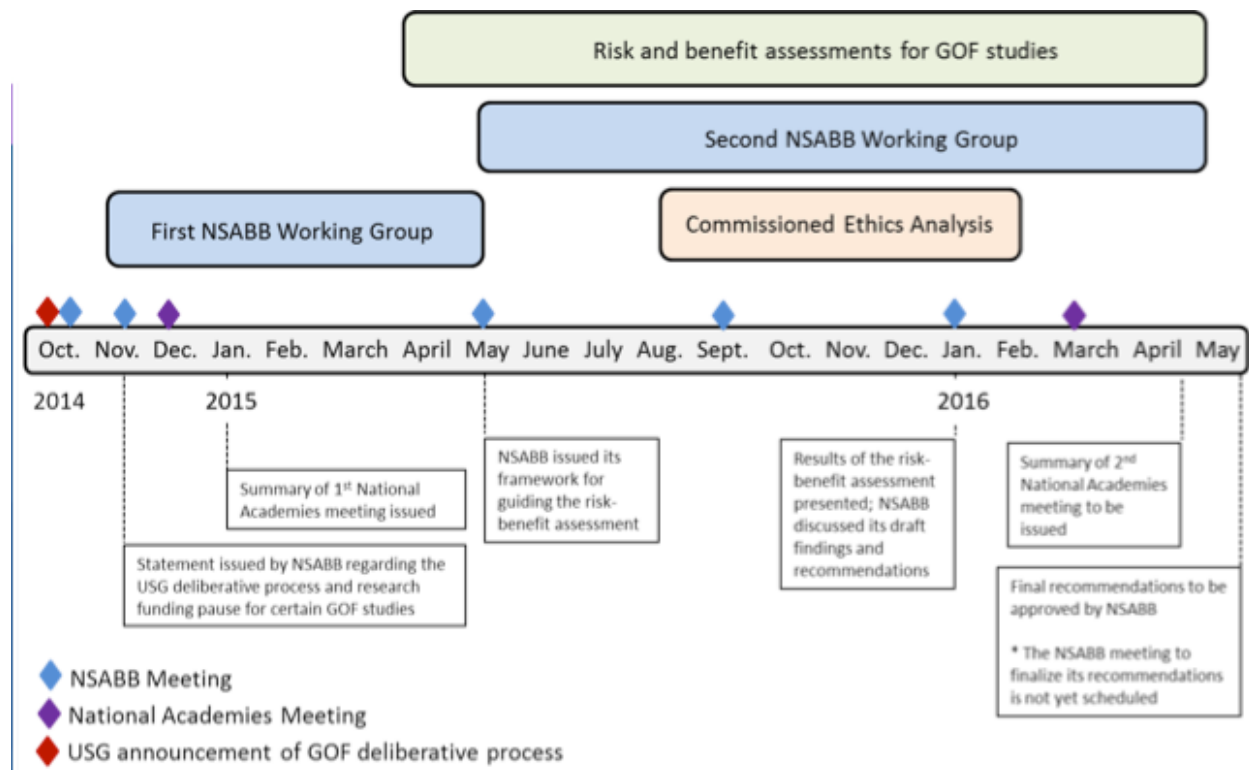 Risk and benefit assessments for GOF studies
Second NSABB Working Group
First NSABB Working Group
Commissioned Ethics Analysis
Oct. Nov. Dec. Jan. Feb. March April May June July Aug. Sept. Oct. Nov. Dec. Jan. Feb. March April May
2014 2015 2016
Summary of 1st National
Academies meeting issued
Statement issued by NSABB regarding the
USG deliberative process and research
funding pause for certain GOF studies
NSABB issued its
framework for
guiding the risk-
benefit assessment
Results of the risk-
benefit assessment
presented; NSABB
discussed its draft
findings and
recommendations
Summary of 2nd
National Academies
meeting to be
issued
Final recommendations to be
approved by NSABB
* The NSABB meeting to
finalize its recommendations
is not yet scheduled
NSABB Meeting
National Academies Meeting
USG announcement of GOF deliberative process